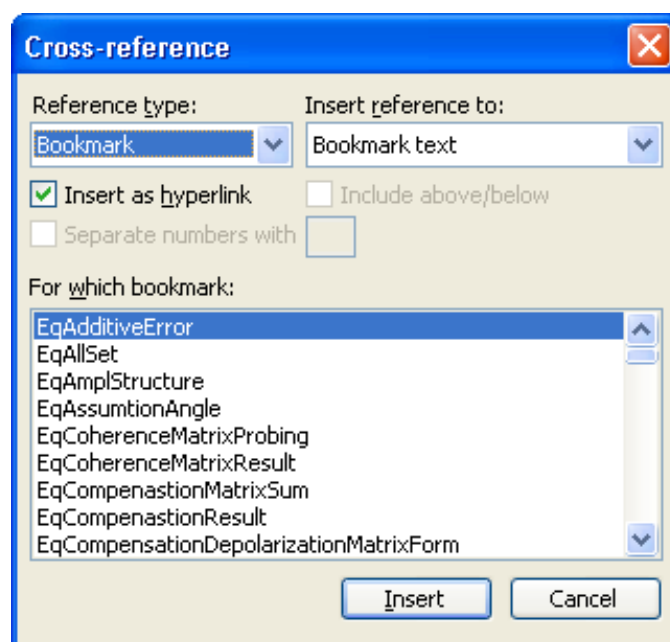 Cross-reference
Reference type: Insert reference to:
Bookmark Bookmark text
Insert as hyperlink Include above/below
Separate numbers with
For which bookmark:
EqAdditiveError
EqAllSet
EqAmplStructure
EqAssumtionAngle
EqCoherenceMatrixProbing
EqCoherenceMatrixResult
EqCompenastionMatrixSum
EqCompenastionResult
EqCompensationDepolarizationMatrixForm
Insert Cancel